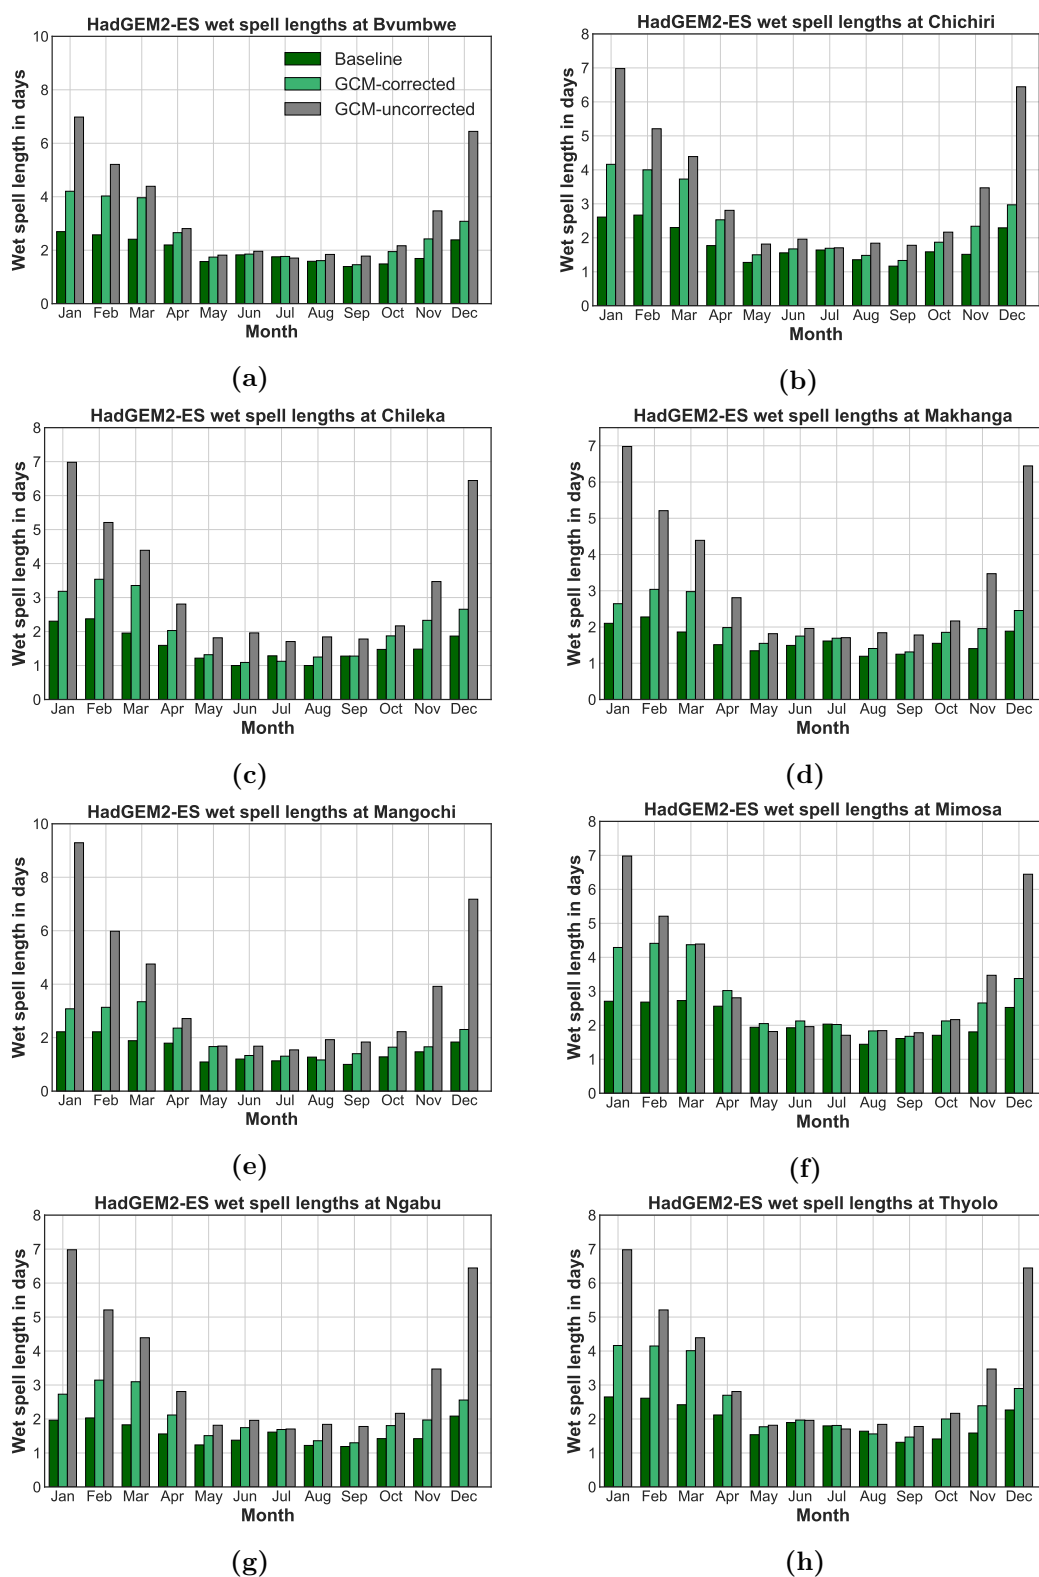 HadGEM2-ES wet spell lengths at Bvumbwe
Wet spell length in days
10
8
6
4
2
0
Baseline
GCM-corrected
GCM-uncorrected
Jan Feb Mar Apr May Jun Jul Aug Sep Oct Nov Dec
Month
(a)
HadGEM2-ES wet spell lengths at Chichiri
Wet spell length in days
8
7
6
5
4
3
2
1
0
Jan Feb Mar Apr May Jun Jul Aug Sep Oct Nov Dec
Month
(b)
HadGEM2-ES wet spell lengths at Chileka
Wet spell length in days
8
7
6
5
4
3
2
1
0
Jan Feb Mar Apr May Jun Jul Aug Sep Oct Nov Dec
Month
(c)
HadGEM2-ES wet spell lengths at Makhanga
Wet spell length in days
7
6
5
4
3
2
1
0
Jan Feb Mar Apr May Jun Jul Aug Sep Oct Nov Dec
Month
(d)
HadGEM2-ES wet spell lengths at Mangochi
Wet spell length in days
10
8
6
4
2
0
Jan Feb Mar Apr May Jun Jul Aug Sep Oct Nov Dec
Month
(e)
HadGEM2-ES wet spell lengths at Mimosa
Wet spell length in days
8
7
6
5
4
3
2
1
0
Jan Feb Mar Apr May Jun Jul Aug Sep Oct Nov Dec
Month
(f)
HadGEM2-ES wet spell lengths at Ngabu
Wet spell length in days
8
7
6
5
4
3
2
1
0
Jan Feb Mar Apr May Jun Jul Aug Sep Oct Nov Dec
Month
(g)
HadGEM2-ES wet spell lengths at Thyolo
Wet spell length in days
8
7
6
5
4
3
2
1
0
Jan Feb Mar Apr May Jun Jul Aug Sep Oct Nov Dec
Month
(h)